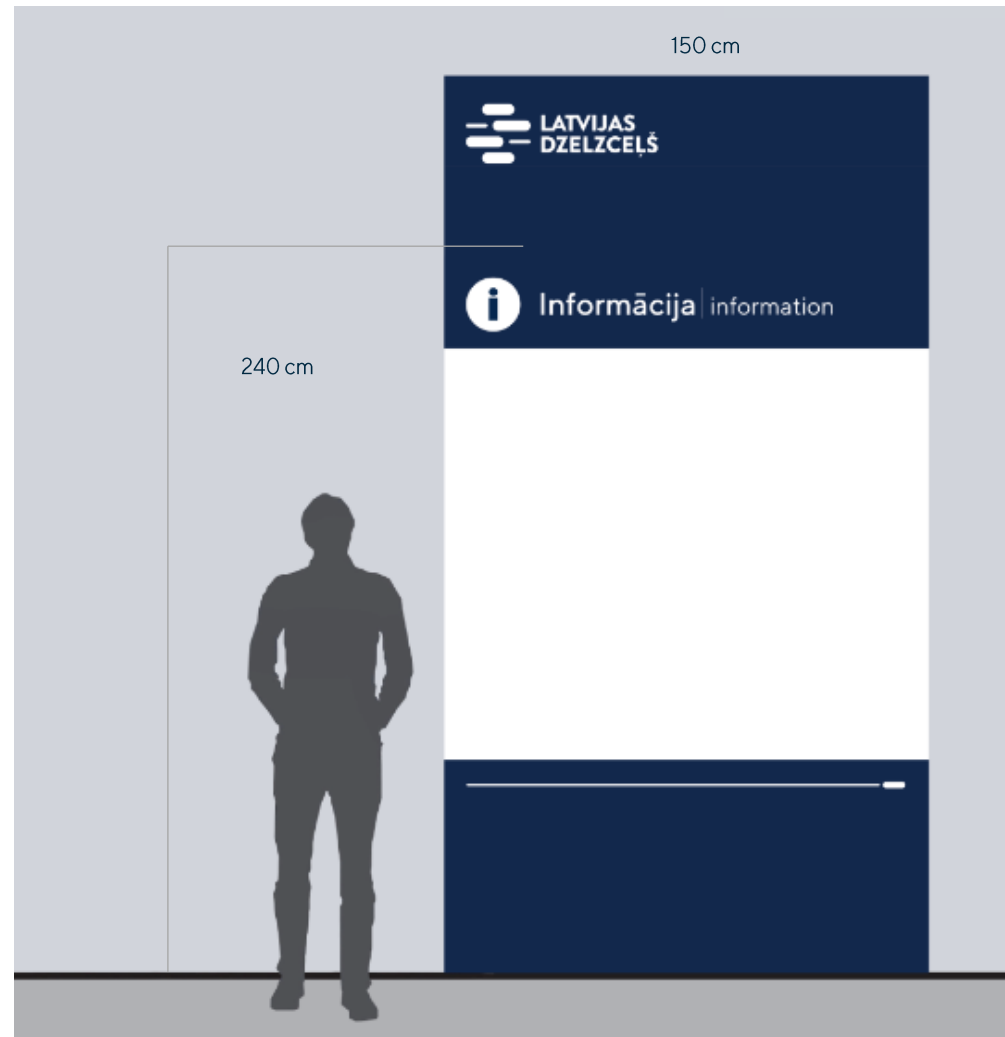 150 cm
LATVIJAS
DZELZCEĻŠ
Informācija | information
240 cm